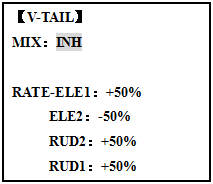 【V-TAIL】
MIX：INH
RATE-ELE1：+50%
ELE2：-50%
RUD2：+50%
RUD1：+50%